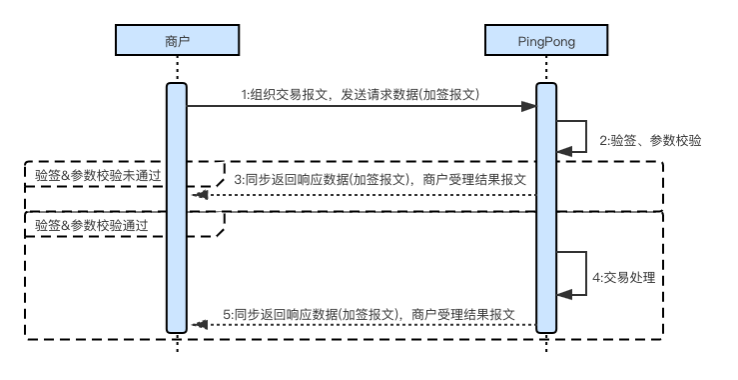 商户
PingPong
1:组织交易报文，发送请求数据(加签报文)
2:验签、参数校验
验签&参数校验未通过
3:同步返回响应数据(加签报文)，商户受理结果报文
验签&参数校验通过
4:交易处理
5:同步返回响应数据(加签报文)，商户受理结果报文